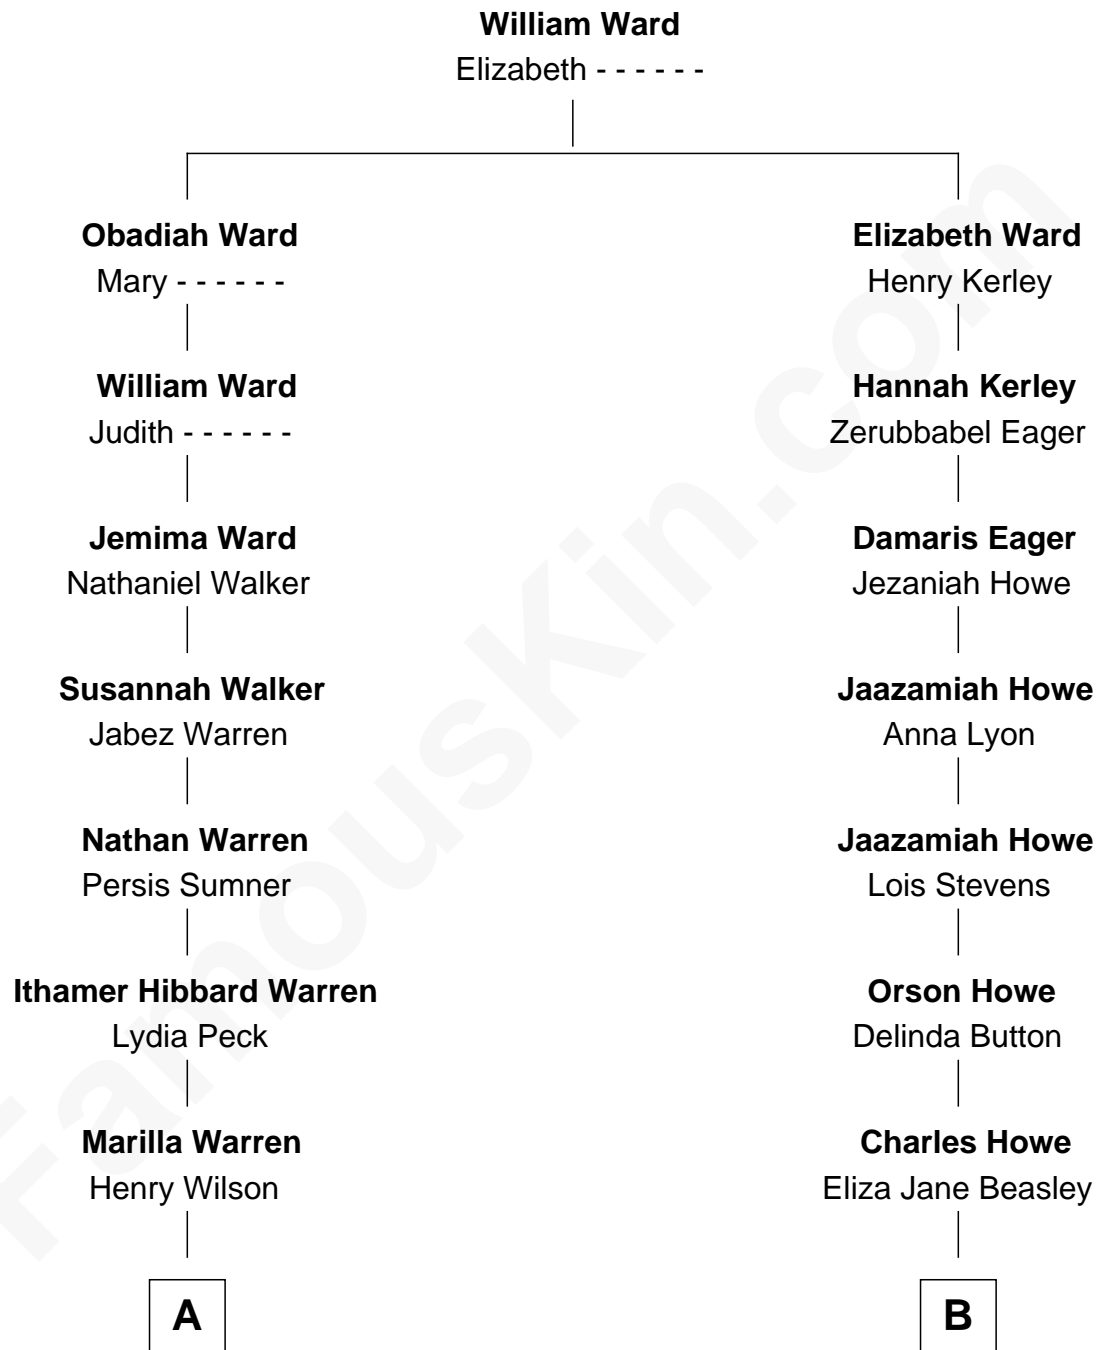 William Ward
Elizabeth - - - - - -
Obadiah Ward
Mary - - - - - -
Elizabeth Ward
Henry Kerley
William Ward
Judith - - - - - -
Hannah Kerley
Zerubbabel Eager
Jemima Ward
Nathaniel Walker
Damaris Eager
Jezaniah Howe
Susannah Walker
Jabez Warren
Jaazamiah Howe
Anna Lyon
Nathan Warren
Persis Sumner
Jaazamiah Howe
Lois Stevens
Ithamer Hibbard Warren
Lydia Peck
Orson Howe
Delinda Button
Marilla Warren
Henry Wilson
Charles Howe
Eliza Jane Beasley
A
B
FamousKin.com